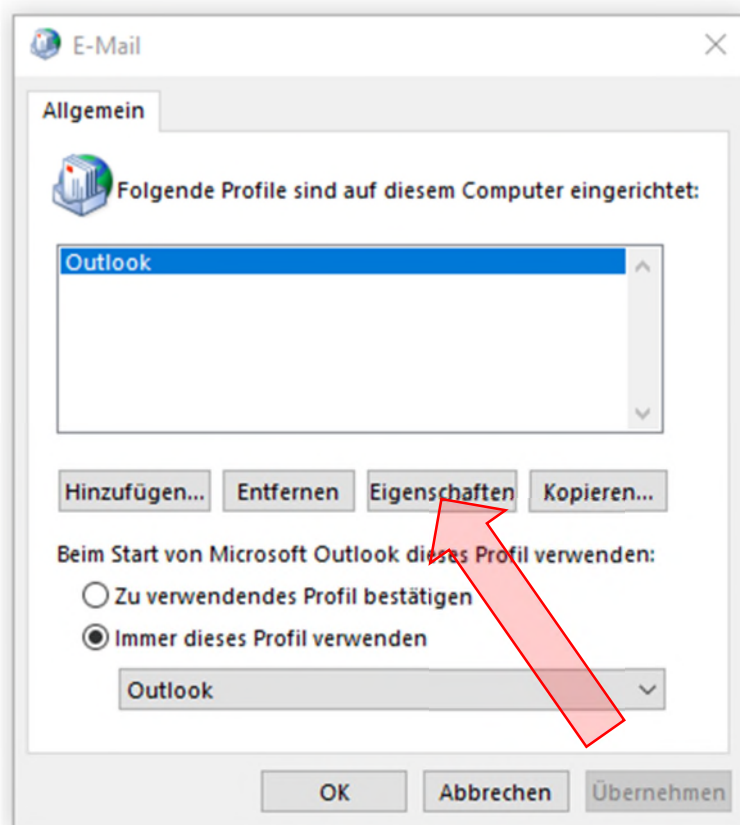 E-Mail
Allgemein
Folgende Profile sind auf diesem Computer eingerichtet:
Outlook
Hinzufügen... Entfernen Eigenschaften Kopieren...
Beim Start von Microsoft Outlook dieses Profil verwenden:
Zu verwendendes Profil bestätigen
Immer dieses Profil verwenden
Outlook
OK Abbrechen Übernehmen